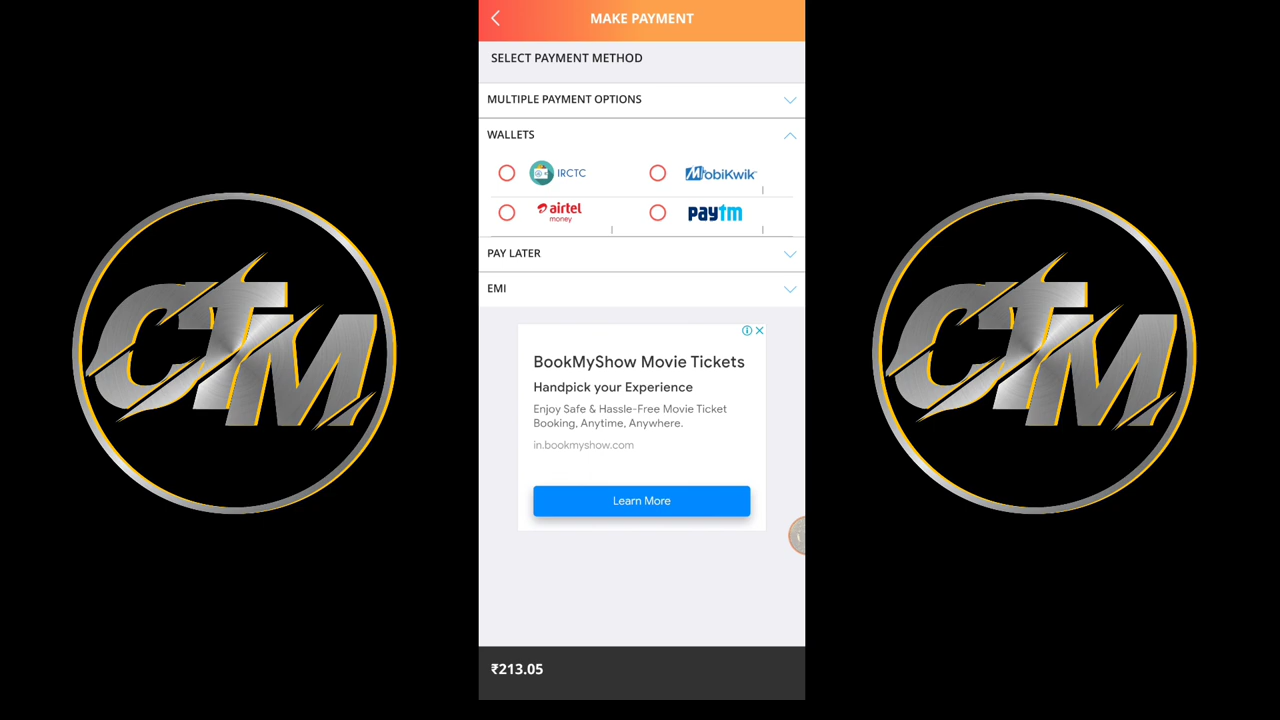 MAKE PAYMENT
SELECT PAYMENT METHOD
MULTIPLE PAYMENT OPTIONS
WALLETS
IRCTC
MobiKwik
airtel
money
paytm
PAY LATER
EMI
BookMyShow Movie Tickets
Handpick your Experience
Enjoy Safe & Hassle-Free Movie Ticket
Booking, Anytime, Anywhere.
in.bookmyshow.com
Learn More
₹213.05
CTM
CTM